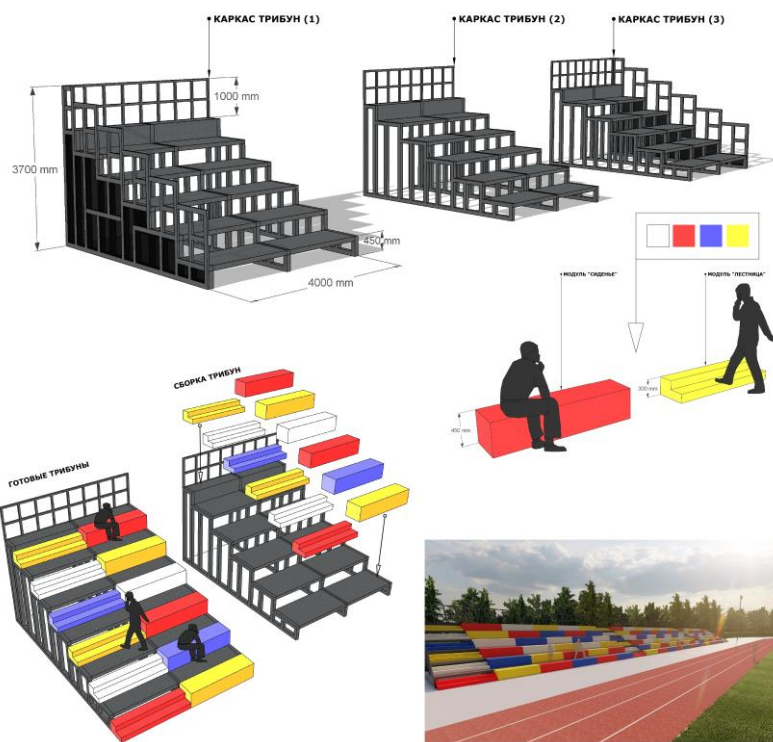 КАРКАС ТРИБУН (1)
КАРКАС ТРИБУН (2)
КАРКАС ТРИБУН (3)
1000 mm
3700 mm
450 mm
4000 mm
МОДУЛЬ "СИДЕНЬЕ"
МОДУЛЬ "ЛЕСТНИЦА"
300 mm
450 mm
СБОРКА ТРИБУН
ГОТОВЫЕ ТРИБУНЫ